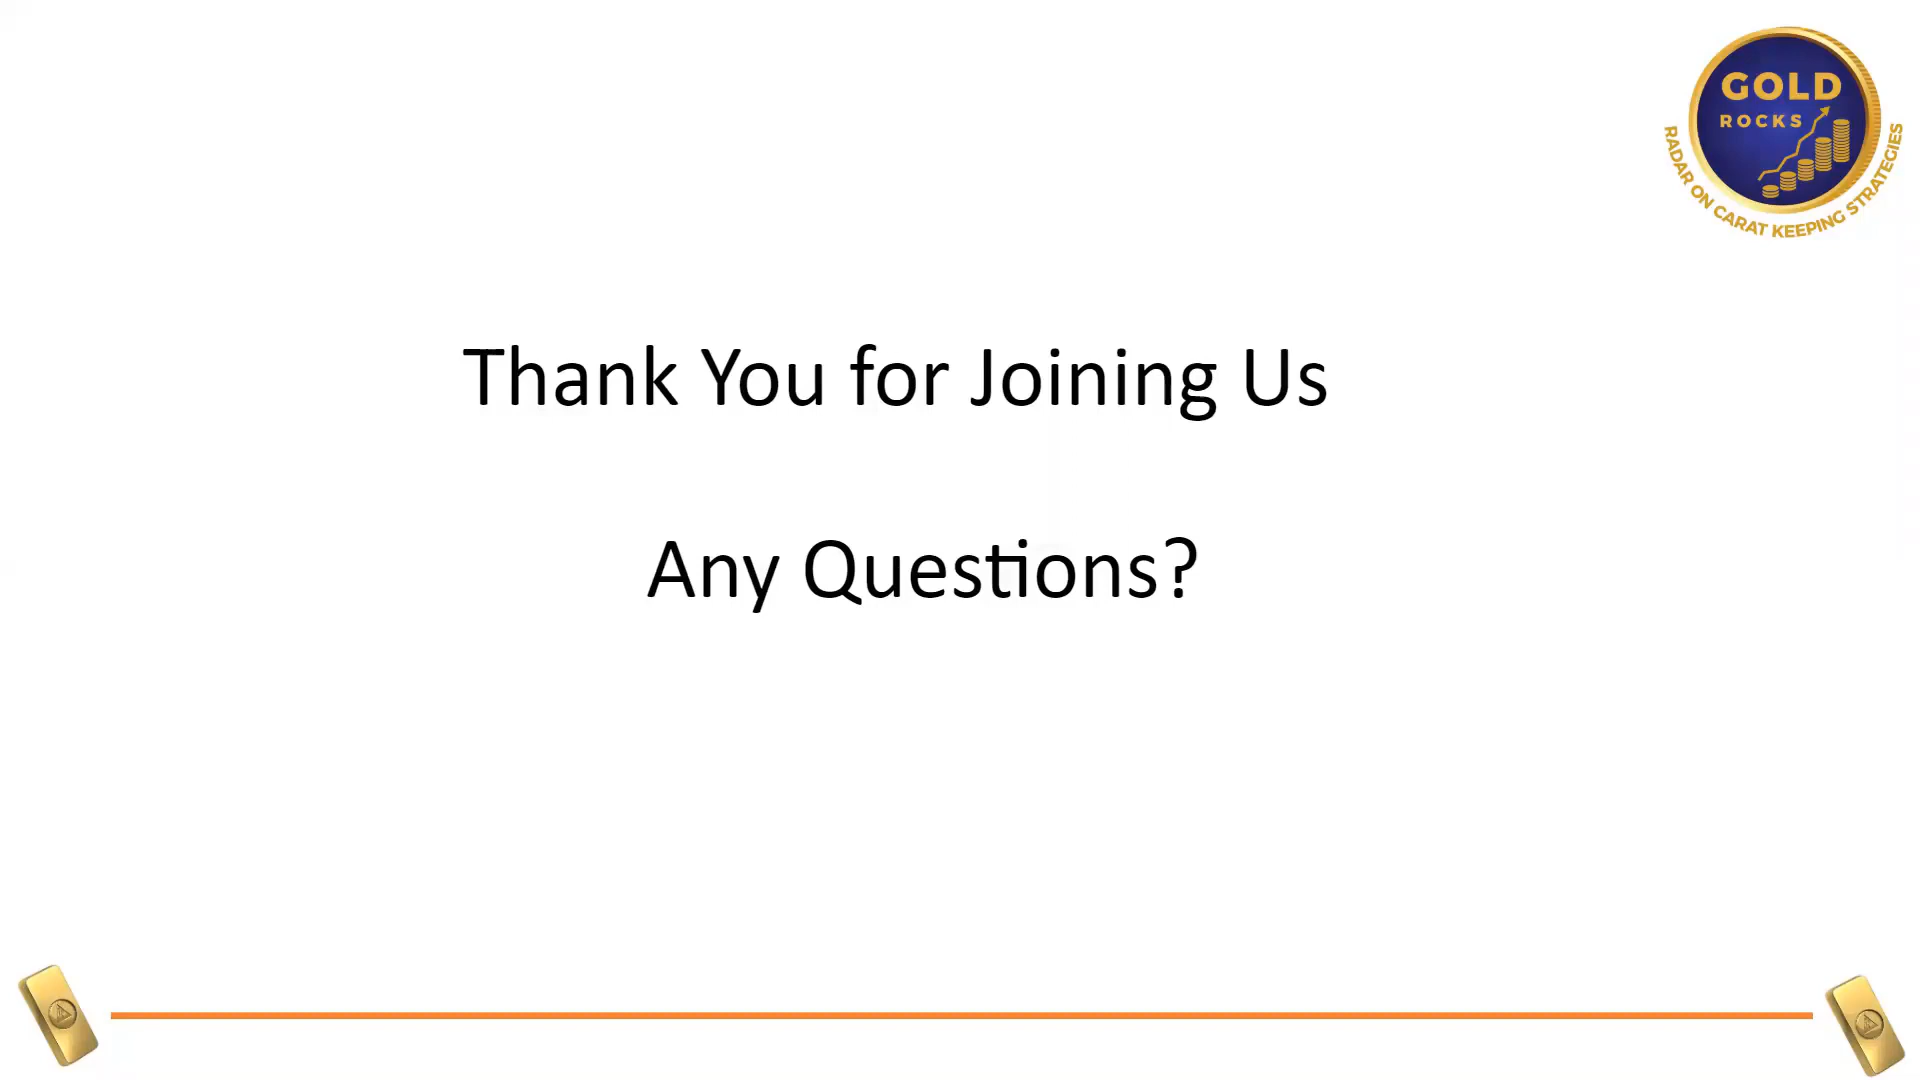 GOLD
ROCKS
RADAR ON CARAT KEEPING STRATEGIES
Thank You for Joining Us
Any Questions?